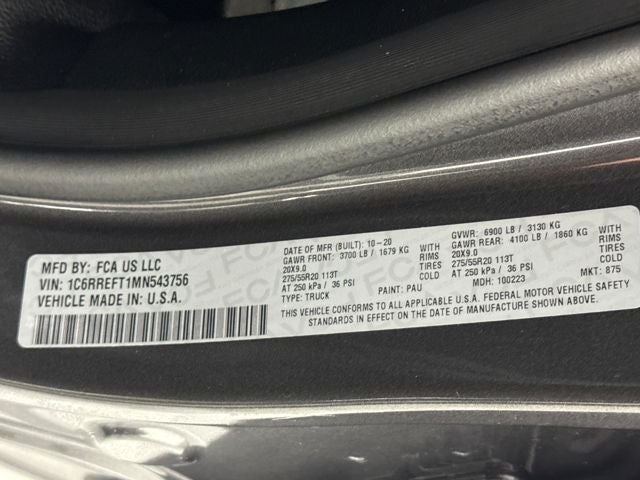 MFD BY: FCA US LLC
VIN: 1C6RREFT1MN543756
VEHICLE MADE IN: U.S.A.
DATE OF MFR (BUILT): 10-20
GAWR FRONT: 3700 LB / 1679 KG WITH
20X9.0 RIMS
275/55R20 113T TIRES
AT 250 kPa / 36 PSI COLD
TYPE: TRUCK PAINT: PAU
GVWR: 6900 LB / 3130 KG
GAWR REAR: 4100 LB / 1860 KG WITH
20X9.0 RIMS
275/55R20 113T TIRES
AT 250 kPa / 36 PSI COLD
MDH: 100223 MKT: 875
THIS VEHICLE CONFORMS TO ALL APPLICABLE U.S.A. FEDERAL MOTOR VEHICLE SAFETY
STANDARDS IN EFFECT ON THE DATE OF MANUFACTURE SHOWN ABOVE.